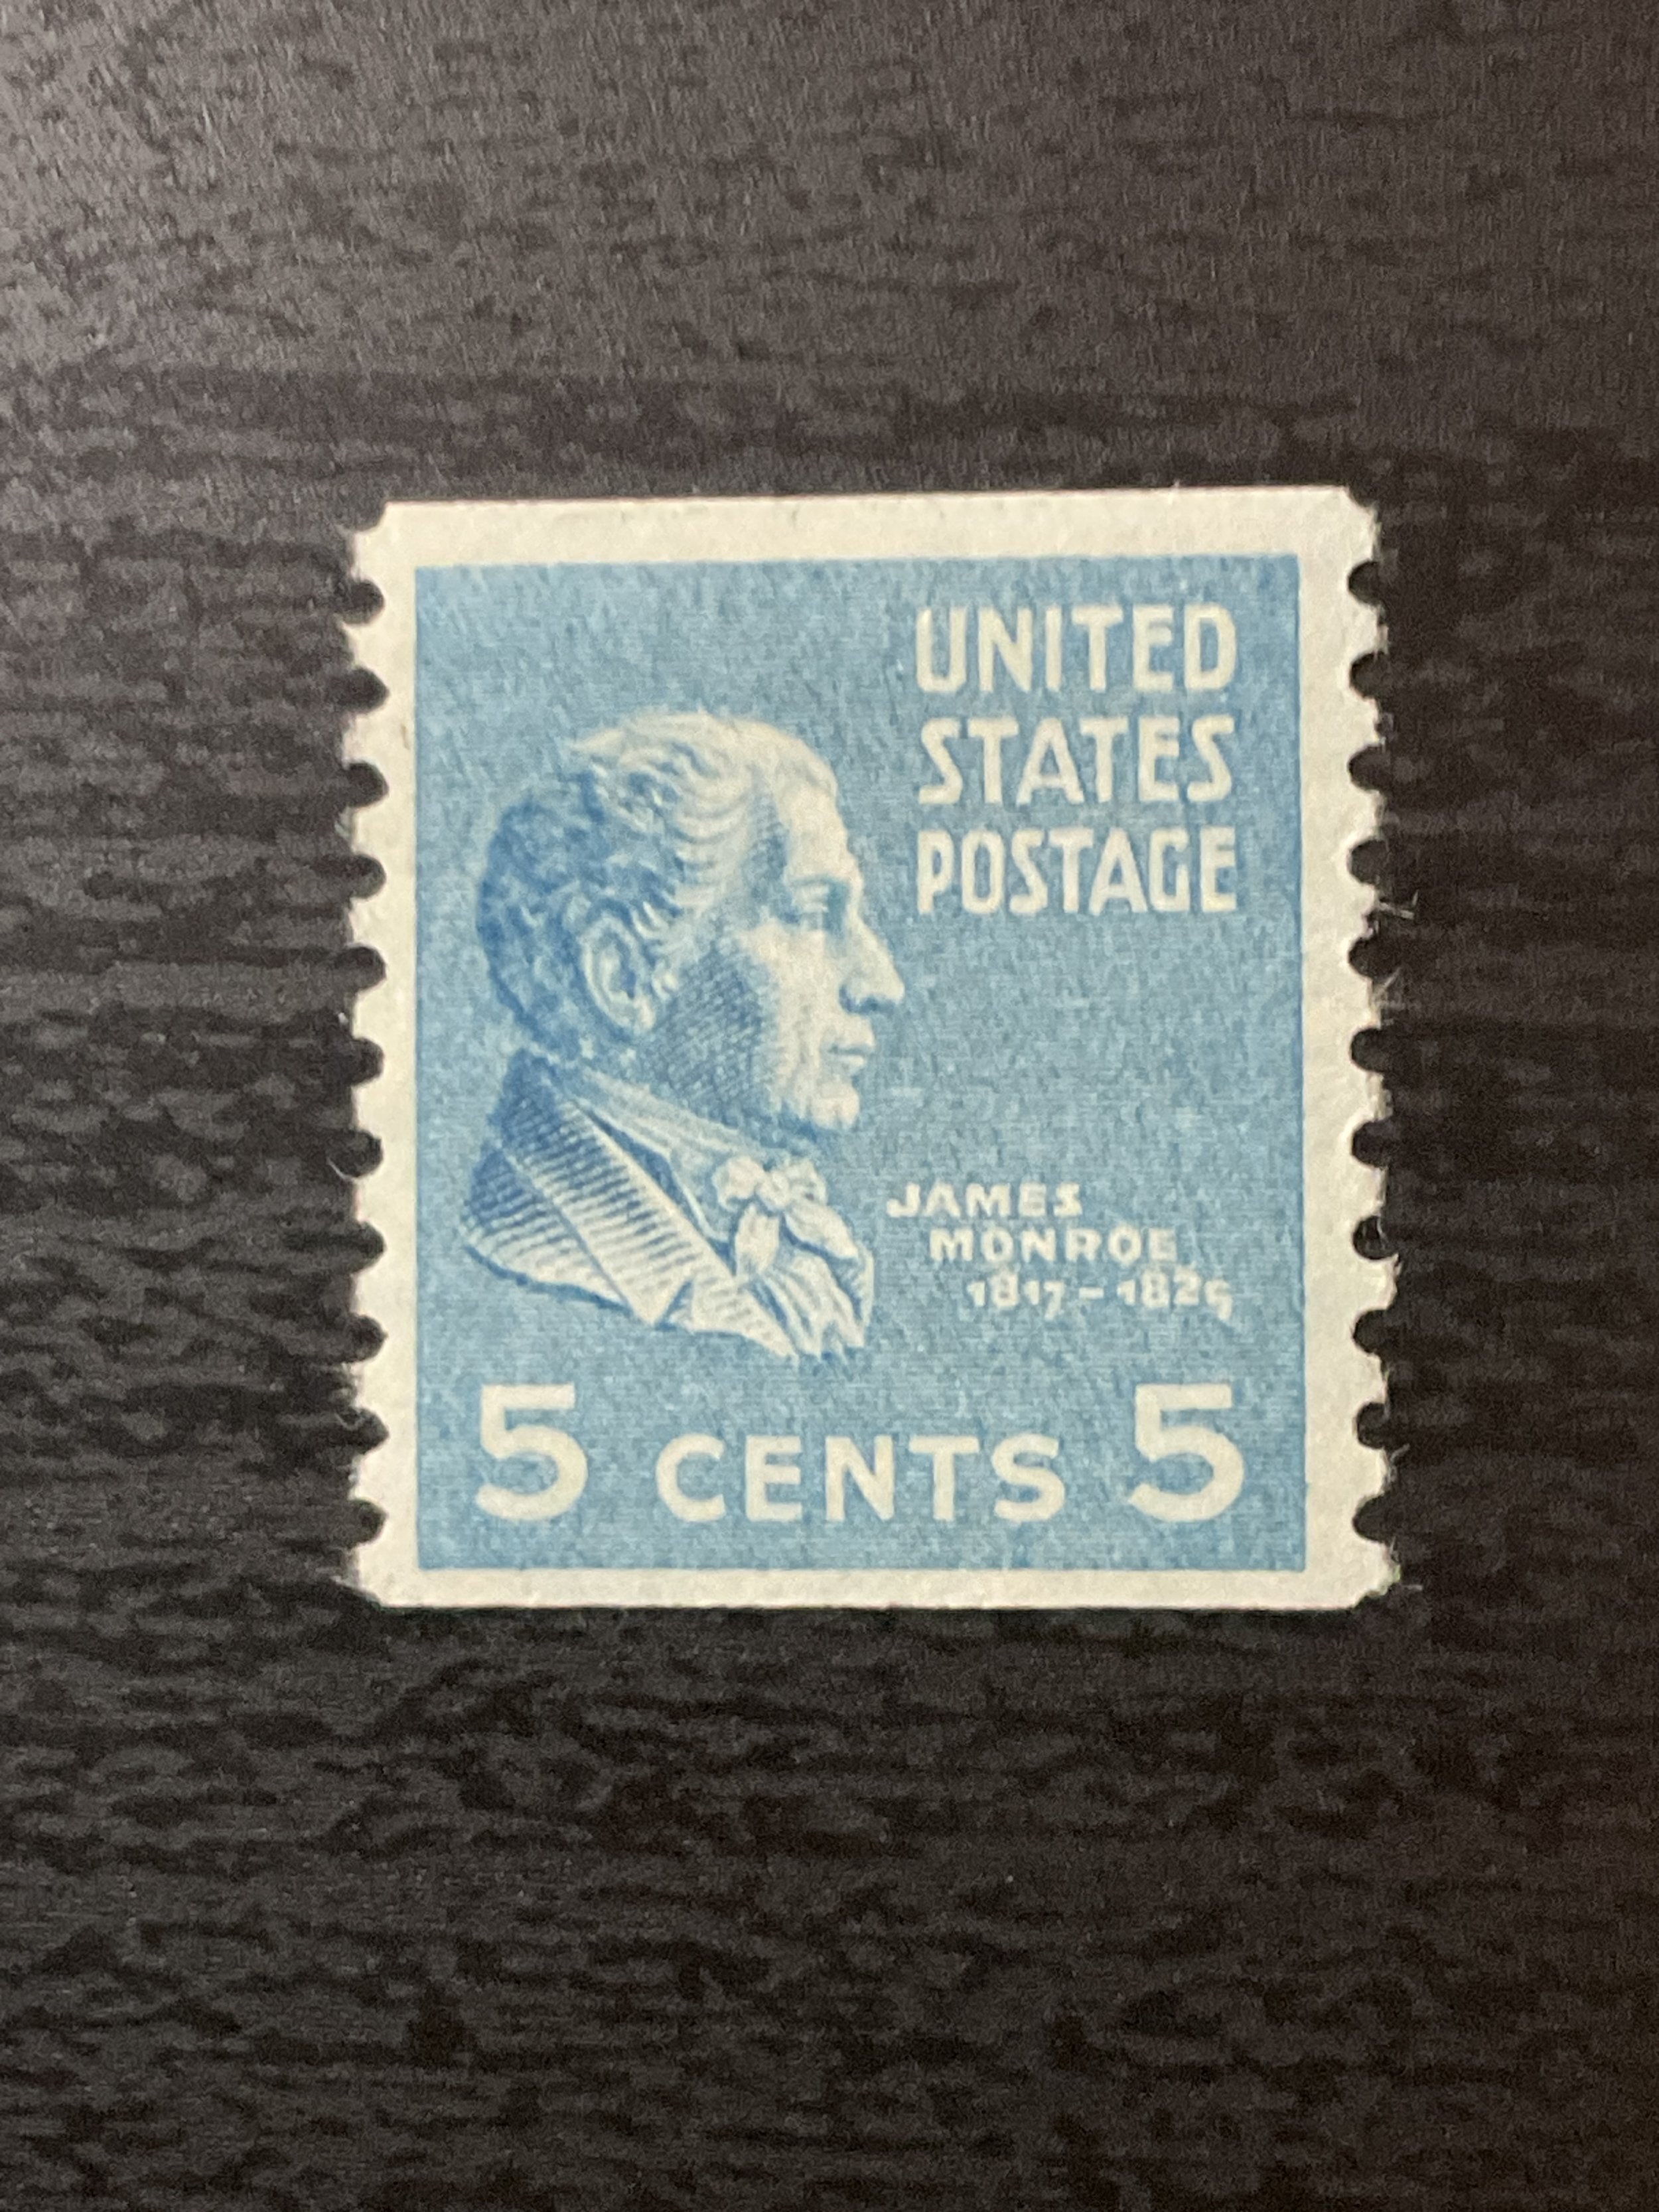 UNITED
STATES
POSTAGE
JAMES
MONROE
1817-1825
5 CENTS 5